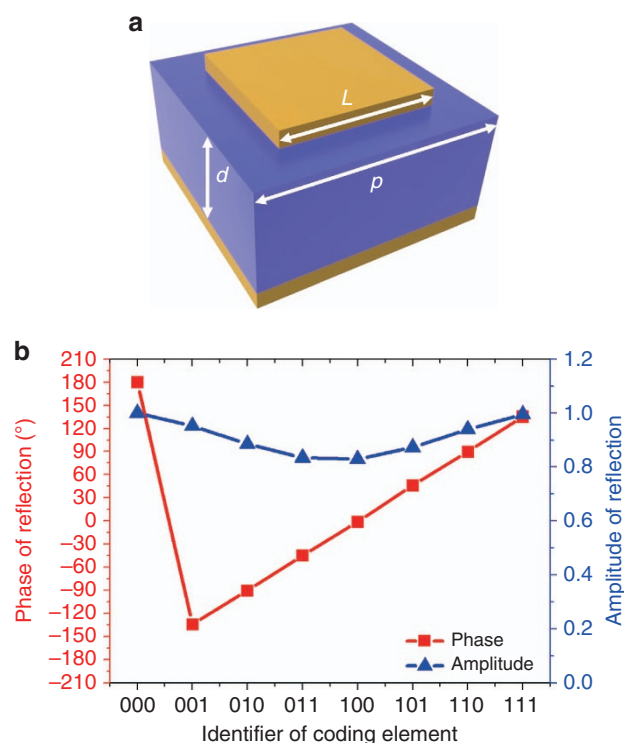 a
L
d
p
b
Phase of reflection (°)
210
180
150
120
90
60
30
0
−30
−60
−90
−120
−150
−180
−210
1.2
1.0
0.8
0.6
0.4
0.2
0.0
Amplitude of reflection
Phase
Amplitude
000 001 010 011 100 101 110 111
Identifier of coding element